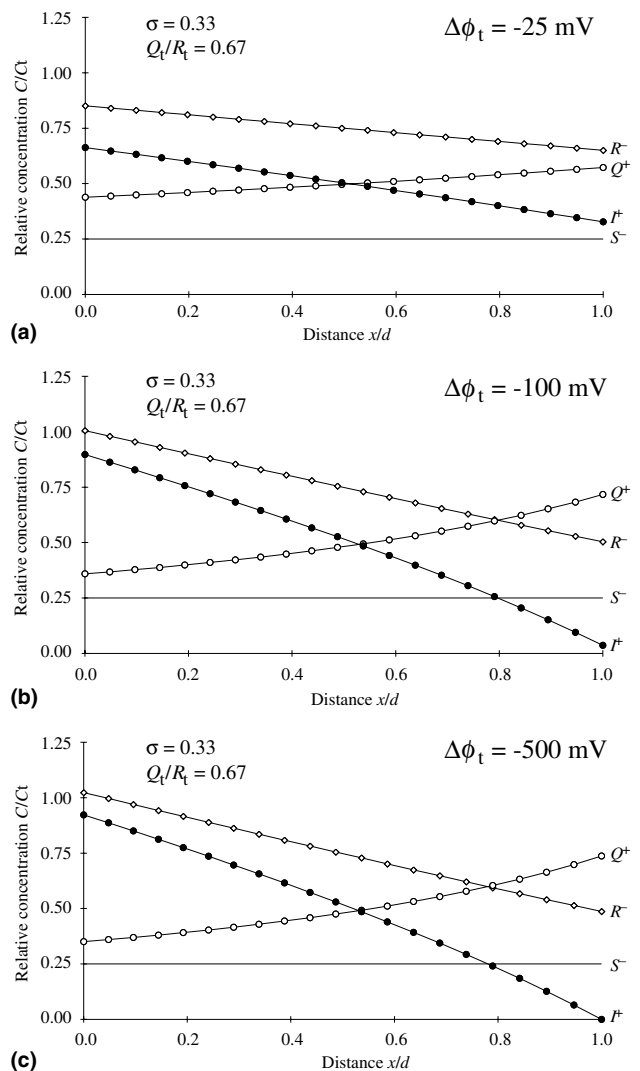 σ = 0.33
Δϕt = -25 mV
Qt/Rt = 0.67
1.25
1.00
0.75
0.50
0.25
0.00
Relative concentration C/Ct
R−
Q+
I+
S−
0.0 0.2 0.4 0.6 0.8 1.0
Distance x/d
(a)
σ = 0.33
Δϕt = -100 mV
Qt/Rt = 0.67
1.25
1.00
0.75
0.50
0.25
0.00
Relative concentration C/Ct
Q+
R−
S−
I+
0.0 0.2 0.4 0.6 0.8 1.0
Distance x/d
(b)
σ = 0.33
Δϕt = -500 mV
Qt/Rt = 0.67
1.25
1.00
0.75
0.50
0.25
0.00
Relative concentration C/Ct
Q+
R−
S−
I+
0.0 0.2 0.4 0.6 0.8 1.0
Distance x/d
(c)